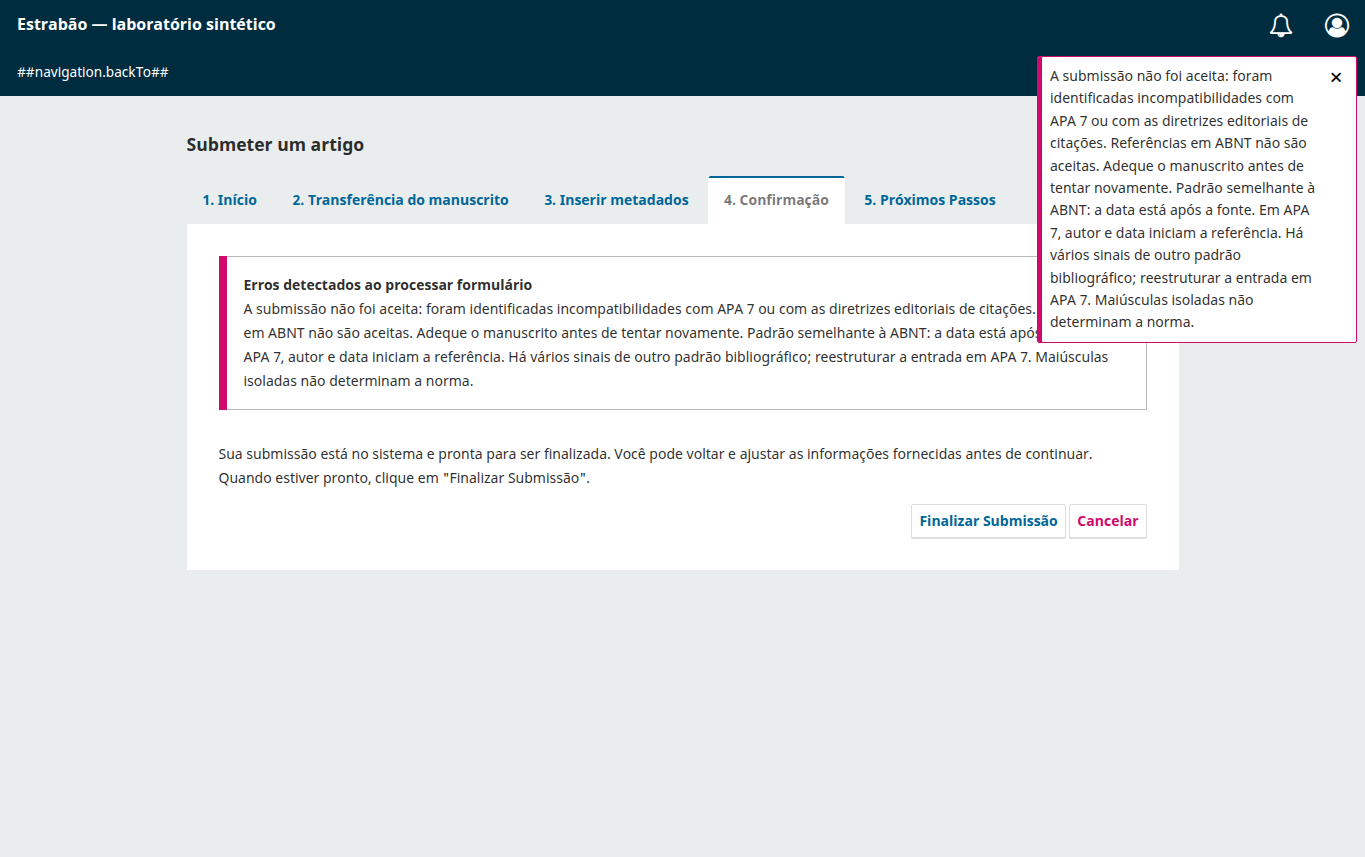 Estrabão — laboratório sintético
##navigation.backTo##
A submissão não foi aceita: foram
identificadas incompatibilidades com
APA 7 ou com as diretrizes editoriais de
citações. Referências em ABNT não são
aceitas. Adeque o manuscrito antes de
tentar novamente. Padrão semelhante à
ABNT: a data está após a fonte. Em APA
7, autor e data iniciam a referência. Há
vários sinais de outro padrão
bibliográfico; reestruturar a entrada em
APA 7. Maiúsculas isoladas não
determinam a norma.
Submeter um artigo
1. Início
2. Transferência do manuscrito
3. Inserir metadados
4. Confirmação
5. Próximos Passos
Erros detectados ao processar formulário
A submissão não foi aceita: foram identificadas incompatibilidades com APA 7 ou com as diretrizes editoriais de citações.
em ABNT não são aceitas. Adeque o manuscrito antes de tentar novamente. Padrão semelhante à ABNT: a data está após
APA 7, autor e data iniciam a referência. Há vários sinais de outro padrão bibliográfico; reestruturar a entrada em APA 7. Maiúsculas
isoladas não determinam a norma.
Sua submissão está no sistema e pronta para ser finalizada. Você pode voltar e ajustar as informações fornecidas antes de continuar.
Quando estiver pronto, clique em "Finalizar Submissão".
Finalizar Submissão
Cancelar